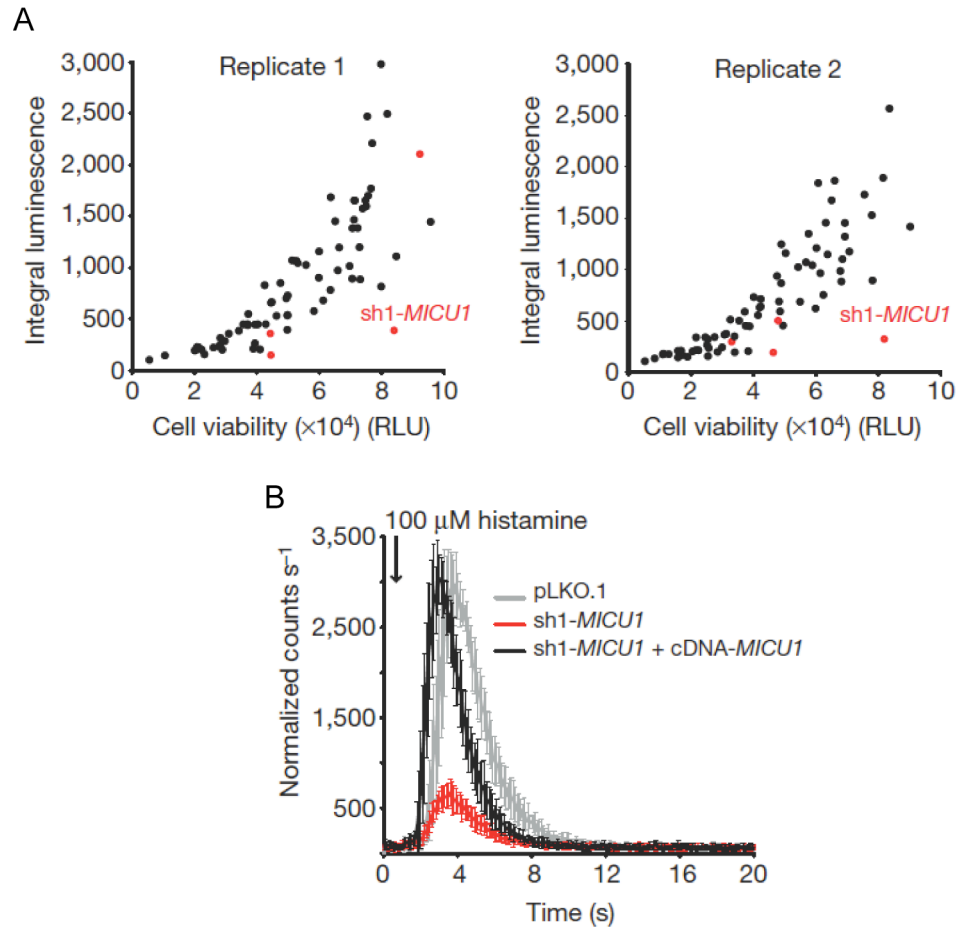 A
Replicate 1
3,000
2,500
2,000
1,500
1,000
500
0
Integral luminescence
sh1-MICU1
0 2 4 6 8 10
Cell viability (×10⁴) (RLU)
Replicate 2
3,000
2,500
2,000
1,500
1,000
500
0
Integral luminescence
sh1-MICU1
0 2 4 6 8 10
Cell viability (×10⁴) (RLU)
B
100 μM histamine
3,500
2,500
1,500
500
Normalized counts s⁻¹
pLKO.1
sh1-MICU1
sh1-MICU1 + cDNA-MICU1
0 4 8 12 16 20
Time (s)